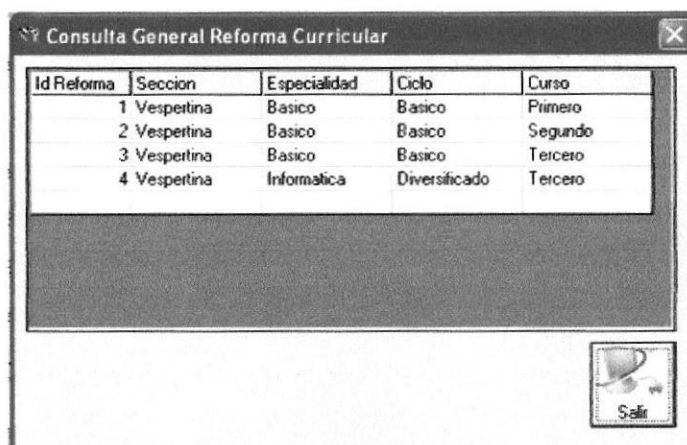 Consulta General Reforma Curricular
Id Reforma Seccion Especialidad Ciclo Curso
1 Vespertina Basico Basico Primero
2 Vespertina Basico Basico Segundo
3 Vespertina Basico Basico Tercero
4 Vespertina Informatica Diversificado Tercero
Salir